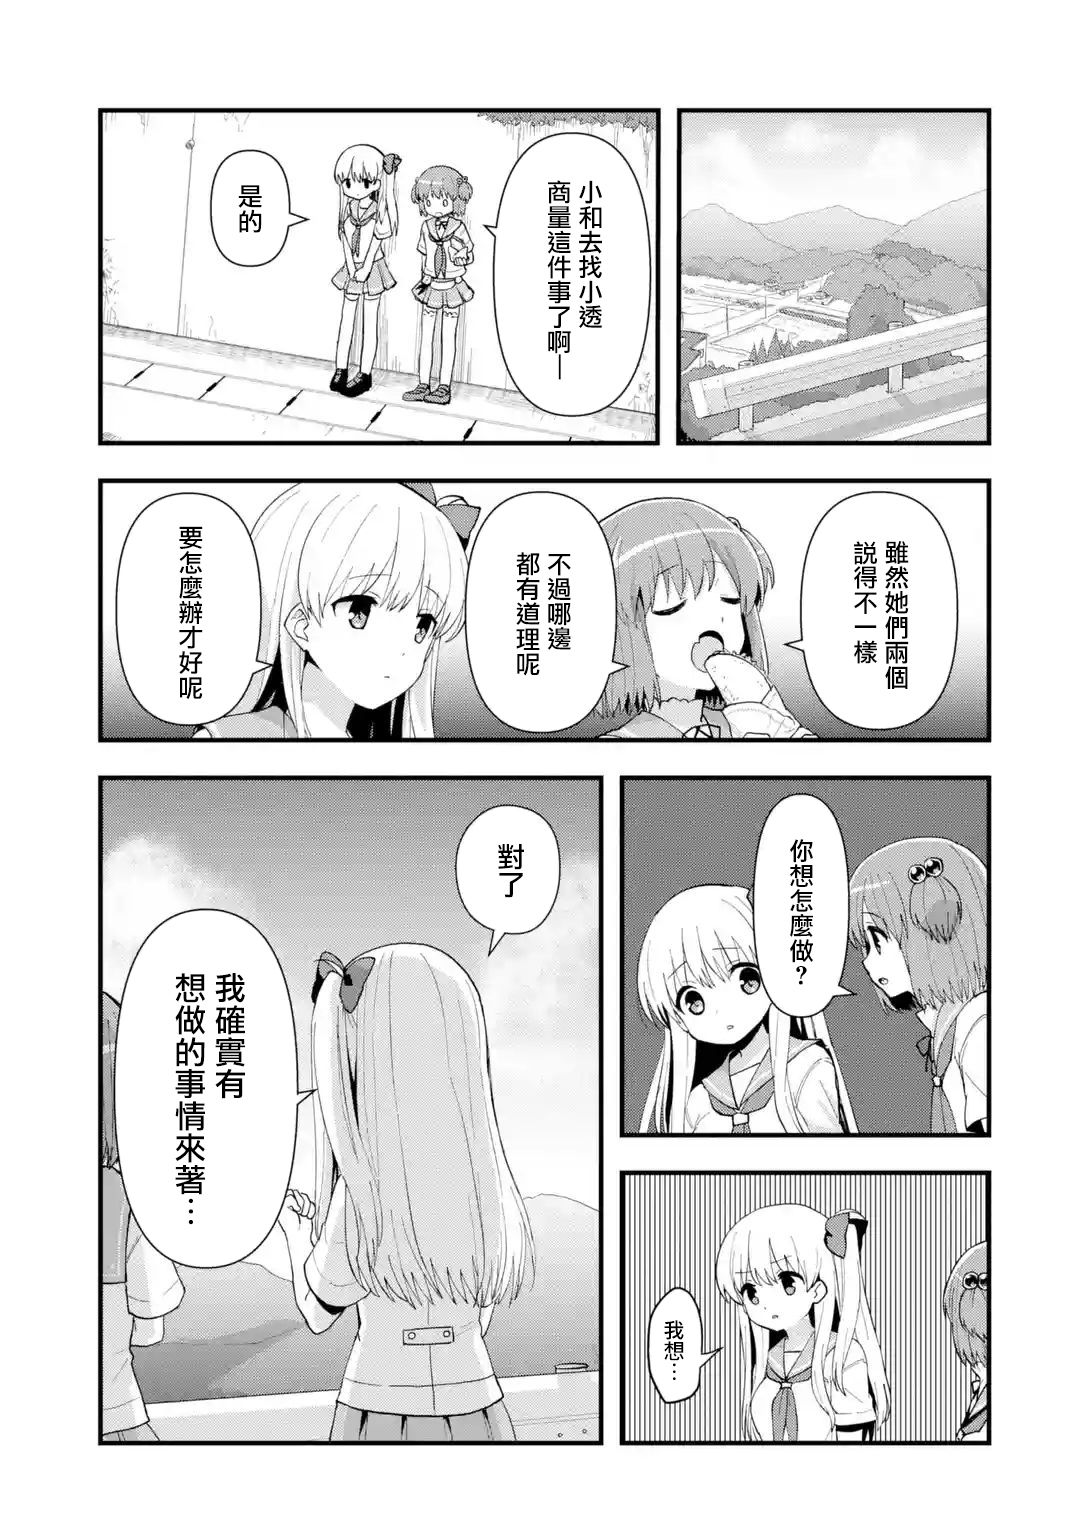 小和去找小透
商量這件事了啊—
是的
雖然她們兩個
說得不一樣
不過哪邊
都有道理呢
要怎麼辦才好呢
你想怎麼做?
我想…
對了
我確實有
想做的事情來著…